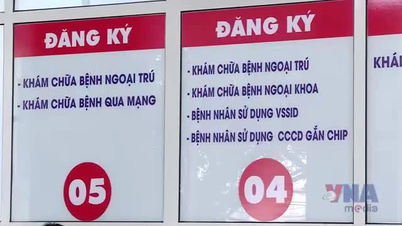 ĐĂNG KÝ
- KHÁM CHỮA BỆNH NGOẠI TRÚ
- KHÁM CHỮA BỆNH QUA MẠNG
05
ĐĂNG KÝ
- KHÁM CHỮA BỆNH NGOẠI TRÚ
- KHÁM CHỮA BỆNH NGOẠI KHOA
- BỆNH NHÂN SỬ DỤNG VSSID
- BỆNH NHÂN SỬ DỤNG CCCD GẮN CHIP
04
KHÁ
YNA
media